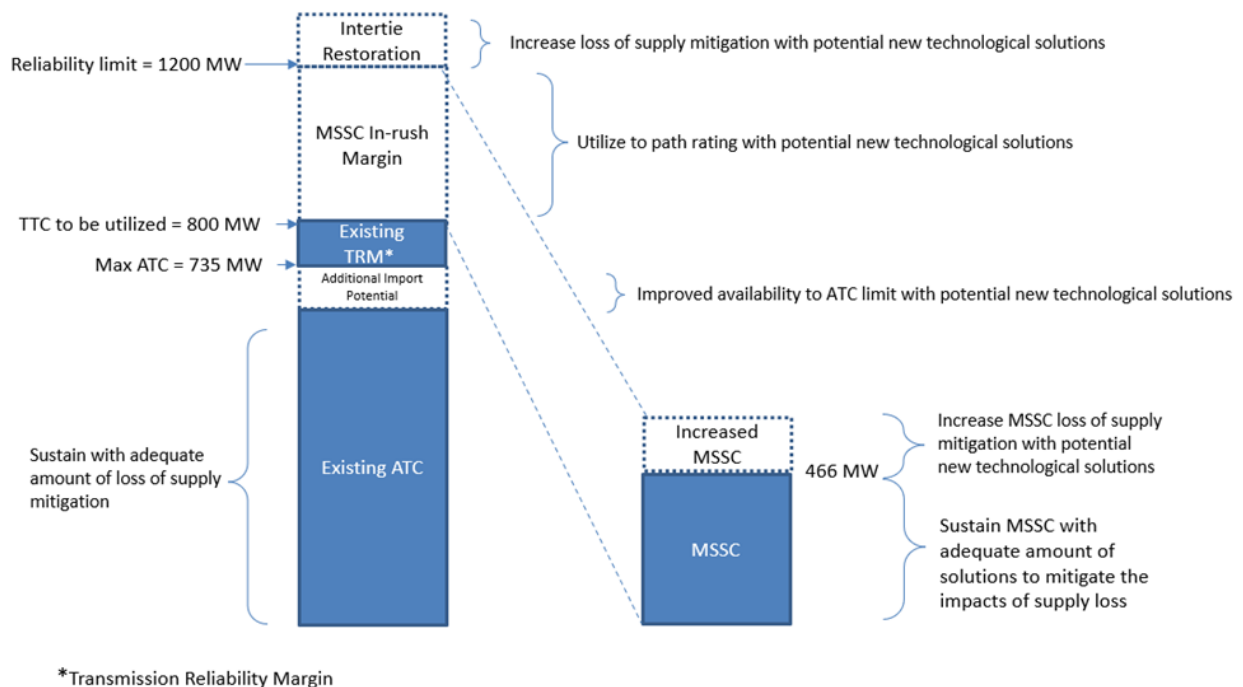 Intertie
Restoration
Increase loss of supply mitigation with potential new technological solutions
Reliability limit = 1200 MW
MSSC In-rush
Margin
Utilize to path rating with potential new technological solutions
TTC to be utilized = 800 MW
Existing
TRM*
Max ATC = 735 MW
Additional Import
Potential
Improved availability to ATC limit with potential new technological solutions
Sustain with adequate
amount of loss of supply
mitigation
Existing ATC
Increased
MSSC
466 MW
Increase MSSC loss of supply
mitigation with potential
new technological solutions
MSSC
Sustain MSSC with
adequate amount of
solutions to mitigate the
impacts of supply loss
*Transmission Reliability Margin